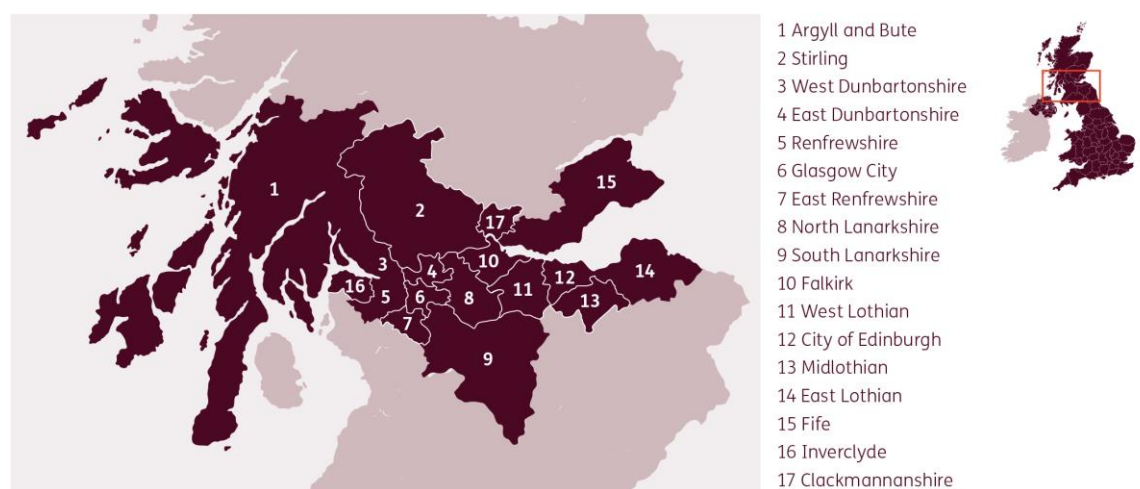 1 Argyll and Bute
2 Stirling
3 West Dunbartonshire
4 East Dunbartonshire
5 Renfrewshire
6 Glasgow City
7 East Renfrewshire
8 North Lanarkshire
9 South Lanarkshire
10 Falkirk
11 West Lothian
12 City of Edinburgh
13 Midlothian
14 East Lothian
15 Fife
16 Inverclyde
17 Clackmannanshire
15
1
2
17
3
4
10
12
14
16
5
6
8
11
13
7
9